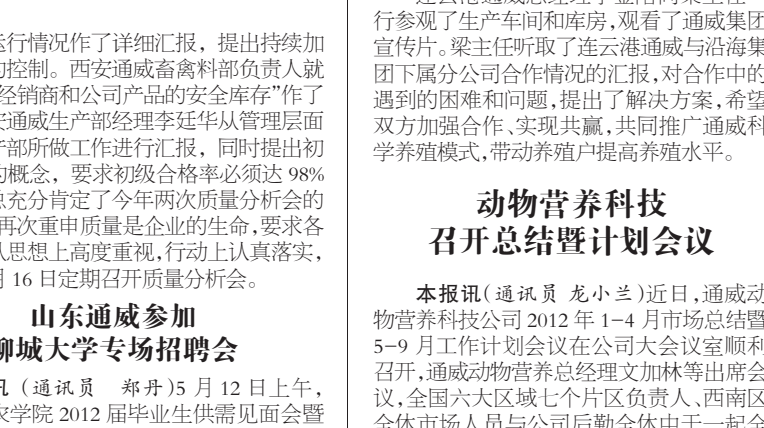 运行情况作了详细汇报，提出持续加
的控制。西安通威畜禽料部负责人就
“经销商和公司产品的安全库存”作了
安通威生产部经理李廷华从管理层面
产部所做工作进行汇报，同时提出初
的概念，要求初级合格率必须达 98%
总充分肯定了今年两次质量分析会的
再次重申质量是企业的生命,要求各
从思想上高度重视,行动上认真落实,
月 16 日定期召开质量分析会。
山东通威参加
聊城大学专场招聘会
讯（通讯员 郑丹)5 月 12 日上午，
农学院 2012 届毕业生供需见面会暨
行参观了生产车间和库房,观看了通威集团
宣传片。梁主任听取了连云港通威与沿海集
团下属分公司合作情况的汇报,对合作中的
遇到的困难和问题,提出了解决方案,希望
双方加强合作、实现共赢,共同推广通威科
学养殖模式,带动养殖户提高养殖水平。
动物营养科技
召开总结暨计划会议
本报讯(通讯员 龙小兰)近日,通威动
物营养科技公司 2012 年 1-4 月市场总结暨
5-9 月工作计划会议在公司大会议室顺利
召开,通威动物营养总经理文加林等出席会
议,全国六大区域七个片区负责人、西南区